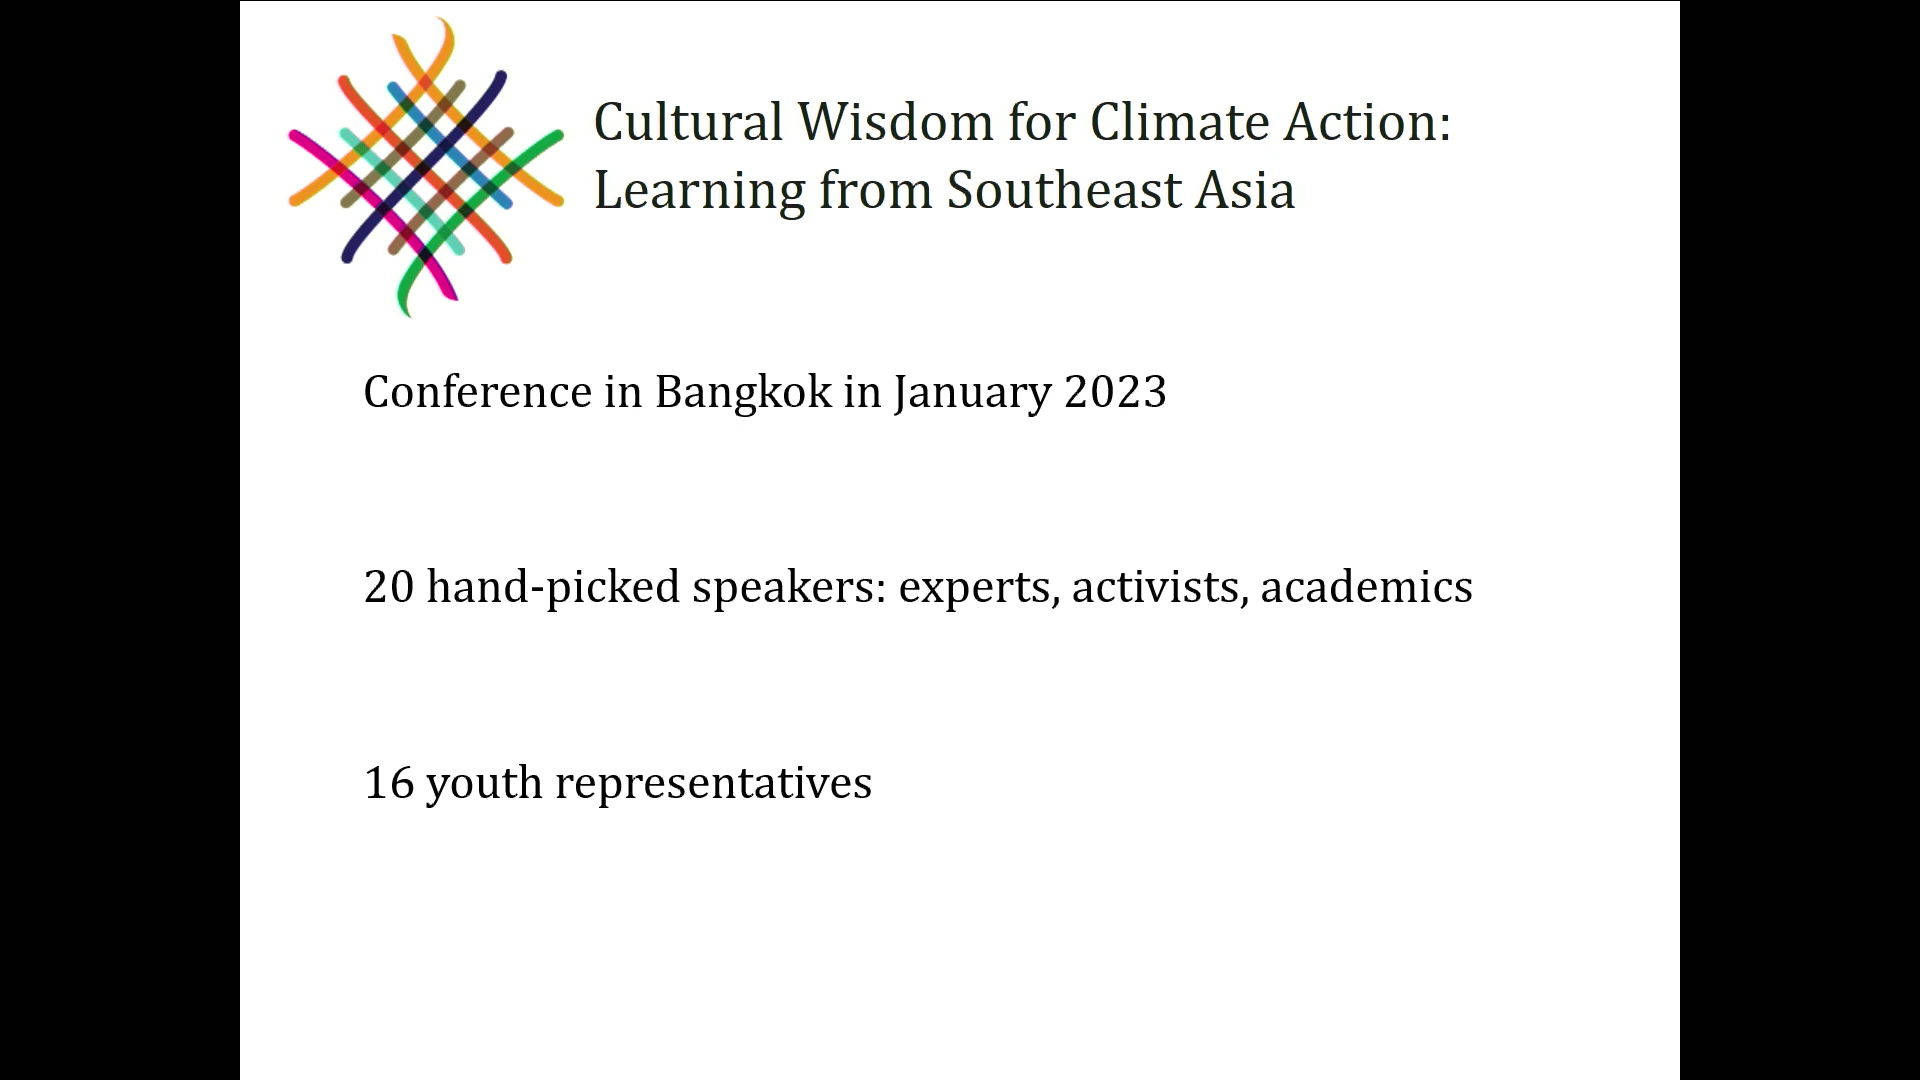 Cultural Wisdom for Climate Action:
Learning from Southeast Asia
Conference in Bangkok in January 2023
20 hand-picked speakers: experts, activists, academics
16 youth representatives